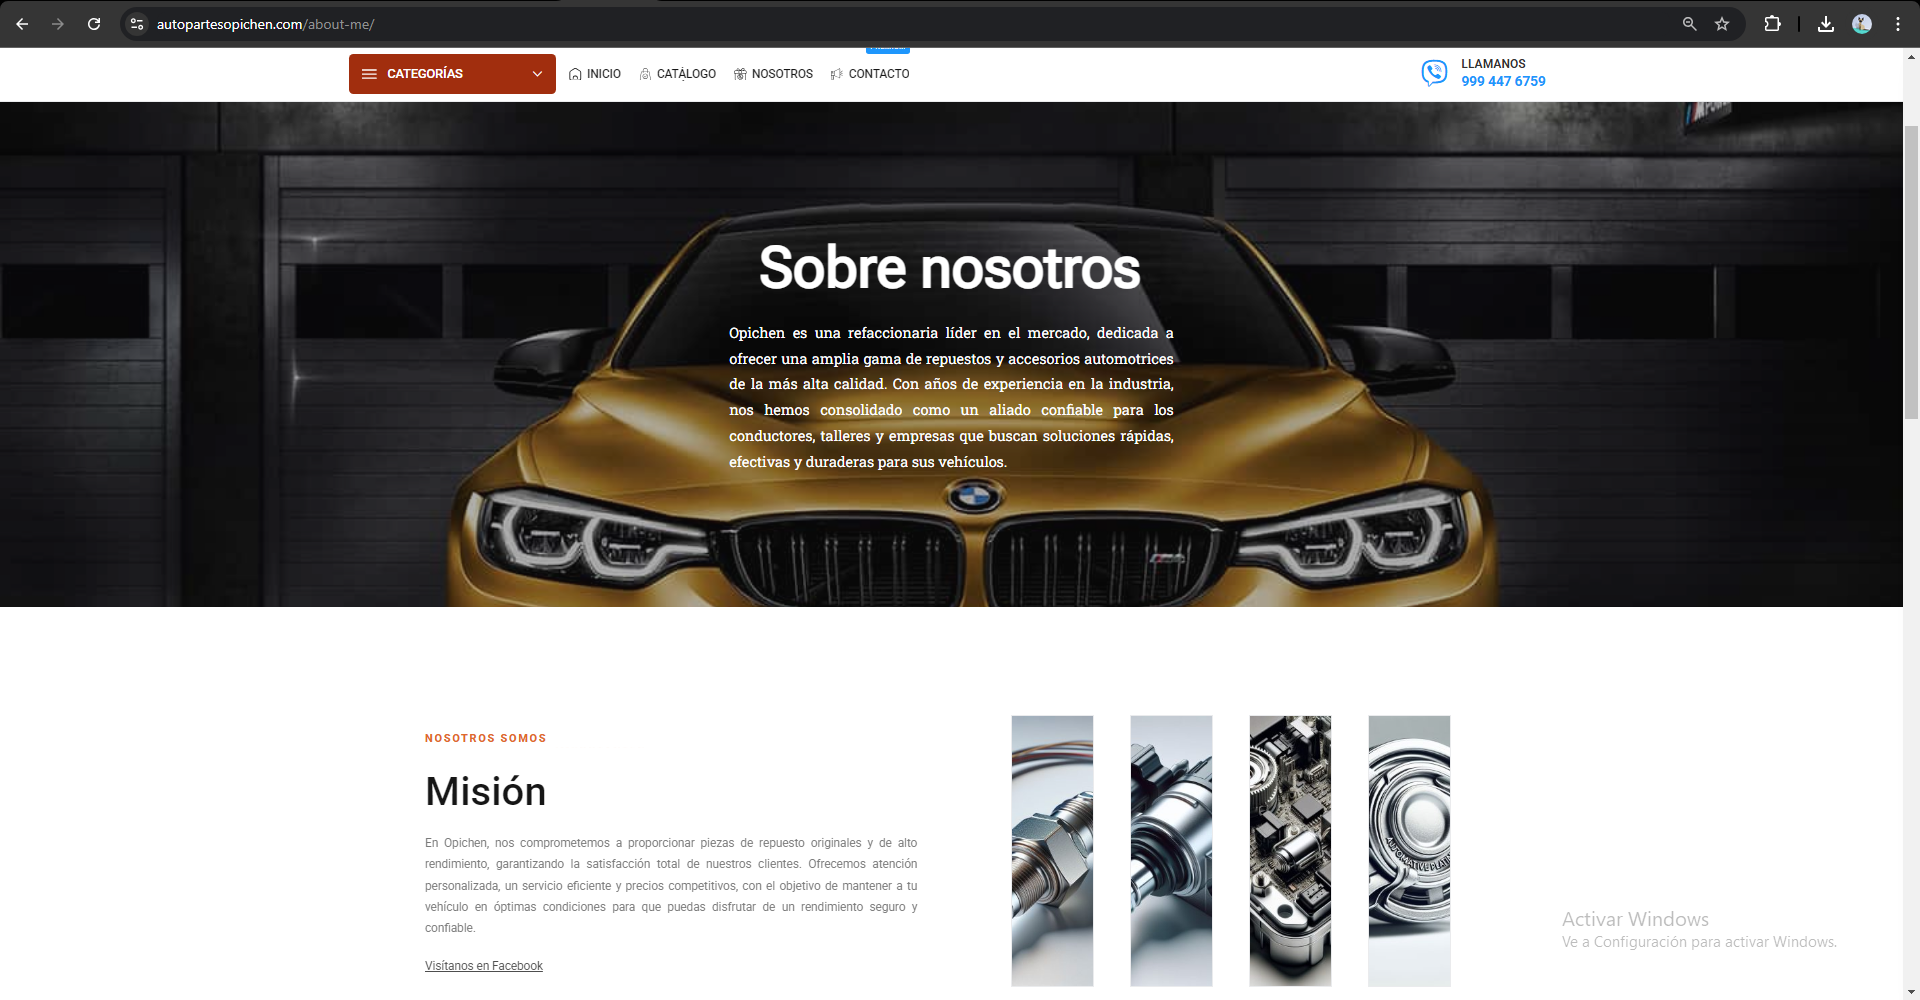 autopartesopichen.com/about-me/
CATEGORÍAS
INICIO
CATÁLOGO
NOSOTROS
CONTACTO
LLAMANOS
999 447 6759
Sobre nosotros
Opichen es una refaccionaria líder en el mercado, dedicada a
ofrecer una amplia gama de repuestos y accesorios automotrices
de la más alta calidad. Con años de experiencia en la industria,
nos hemos consolidado como un aliado confiable para los
conductores, talleres y empresas que buscan soluciones rápidas,
efectivas y duraderas para sus vehículos.
NOSOTROS SOMOS
Misión
En Opichen, nos comprometemos a proporcionar piezas de repuesto originales y de alto
rendimiento, garantizando la satisfacción total de nuestros clientes. Ofrecemos atención
personalizada, un servicio eficiente y precios competitivos, con el objetivo de mantener a tu
vehículo en óptimas condiciones para que puedas disfrutar de un rendimiento seguro y
confiable.
Visítanos en Facebook
Activar Windows
Ve a Configuración para activar Windows.